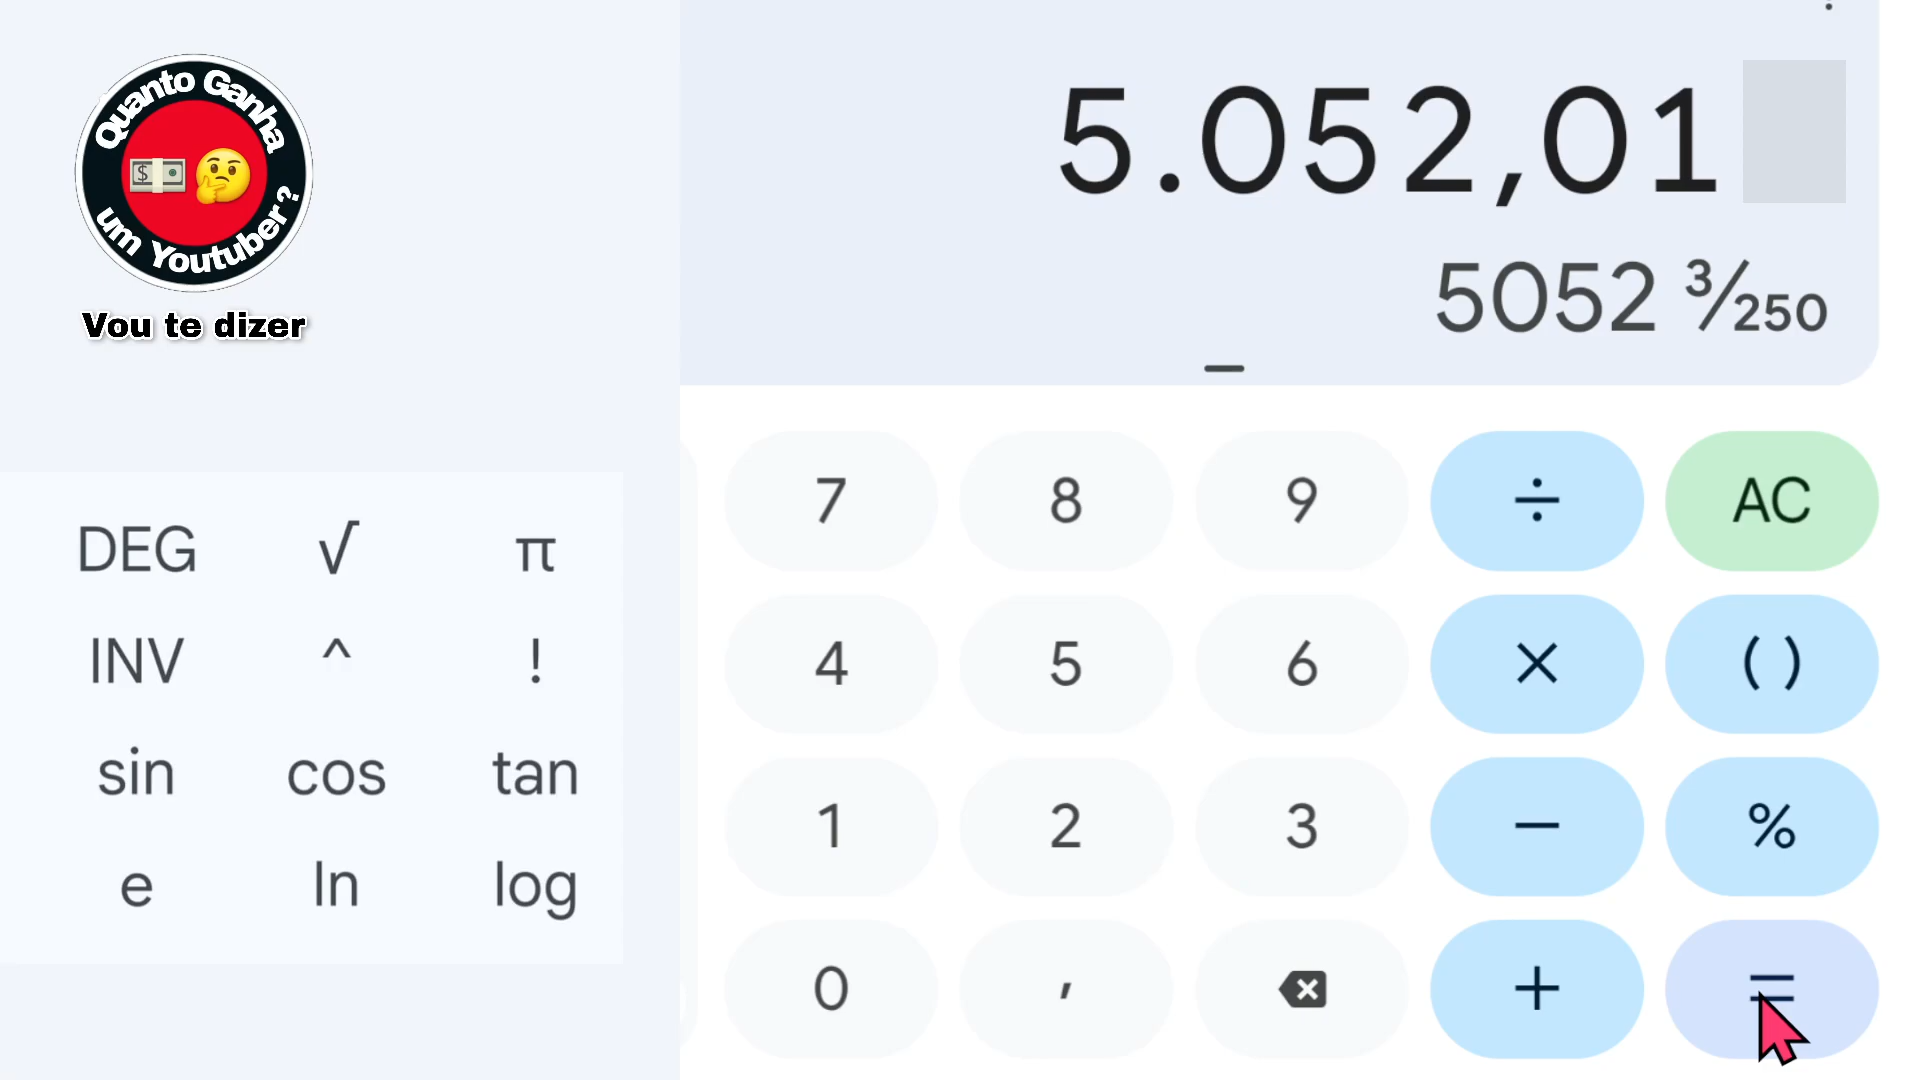 Quanto Ganha
um Youtuber?
Vou te dizer
5.052,01
5052 3/250
DEG √ π
INV ^ !
sin cos tan
e ln log
7 8 9 ÷ AC
4 5 6 × ( )
1 2 3 − %
0 , + =